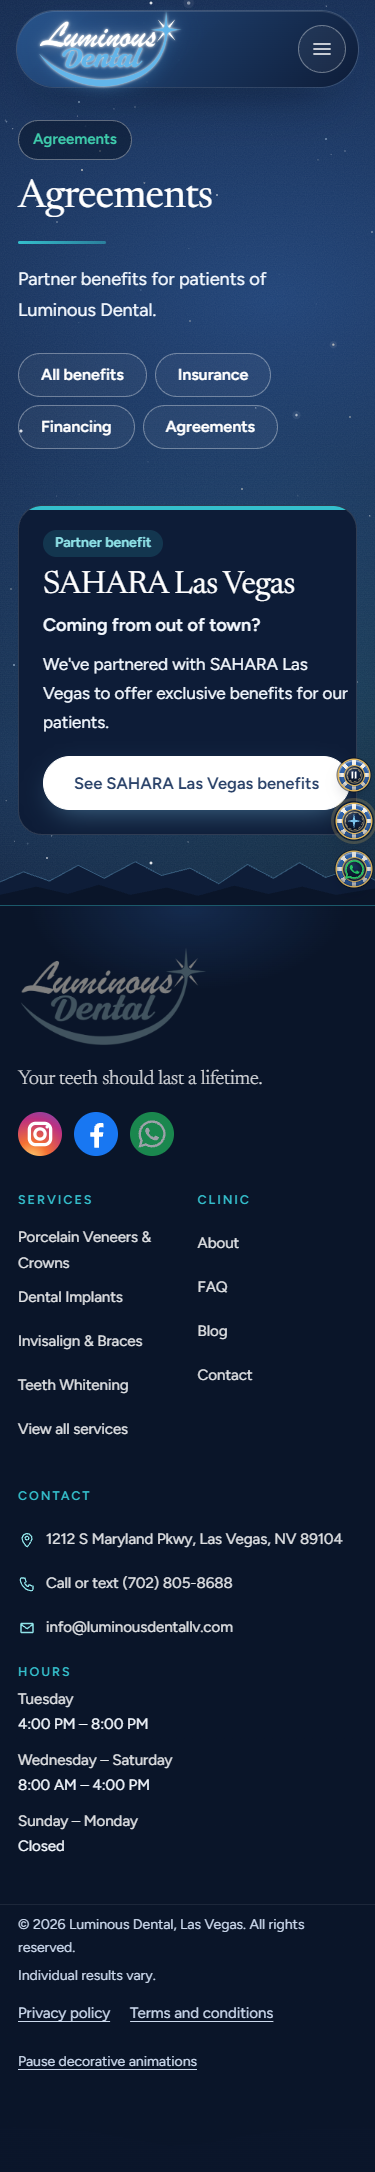 Luminous
Dental
Agreements
Agreements
Partner benefits for patients of
Luminous Dental.
All benefits
Insurance
Financing
Agreements
Partner benefit
SAHARA Las Vegas
Coming from out of town?
We've partnered with SAHARA Las
Vegas to offer exclusive benefits for our
patients.
See SAHARA Las Vegas benefits
Luminous
Dental
Your teeth should last a lifetime.
SERVICES
Porcelain Veneers &
Crowns
Dental Implants
Invisalign & Braces
Teeth Whitening
View all services
CLINIC
About
FAQ
Blog
Contact
CONTACT
1212 S Maryland Pkwy, Las Vegas, NV 89104
Call or text (702) 805-8688
info@luminousdentallv.com
HOURS
Tuesday
4:00 PM – 8:00 PM
Wednesday – Saturday
8:00 AM – 4:00 PM
Sunday – Monday
Closed
© 2026 Luminous Dental, Las Vegas. All rights
reserved.
Individual results vary.
Privacy policy Terms and conditions
Pause decorative animations